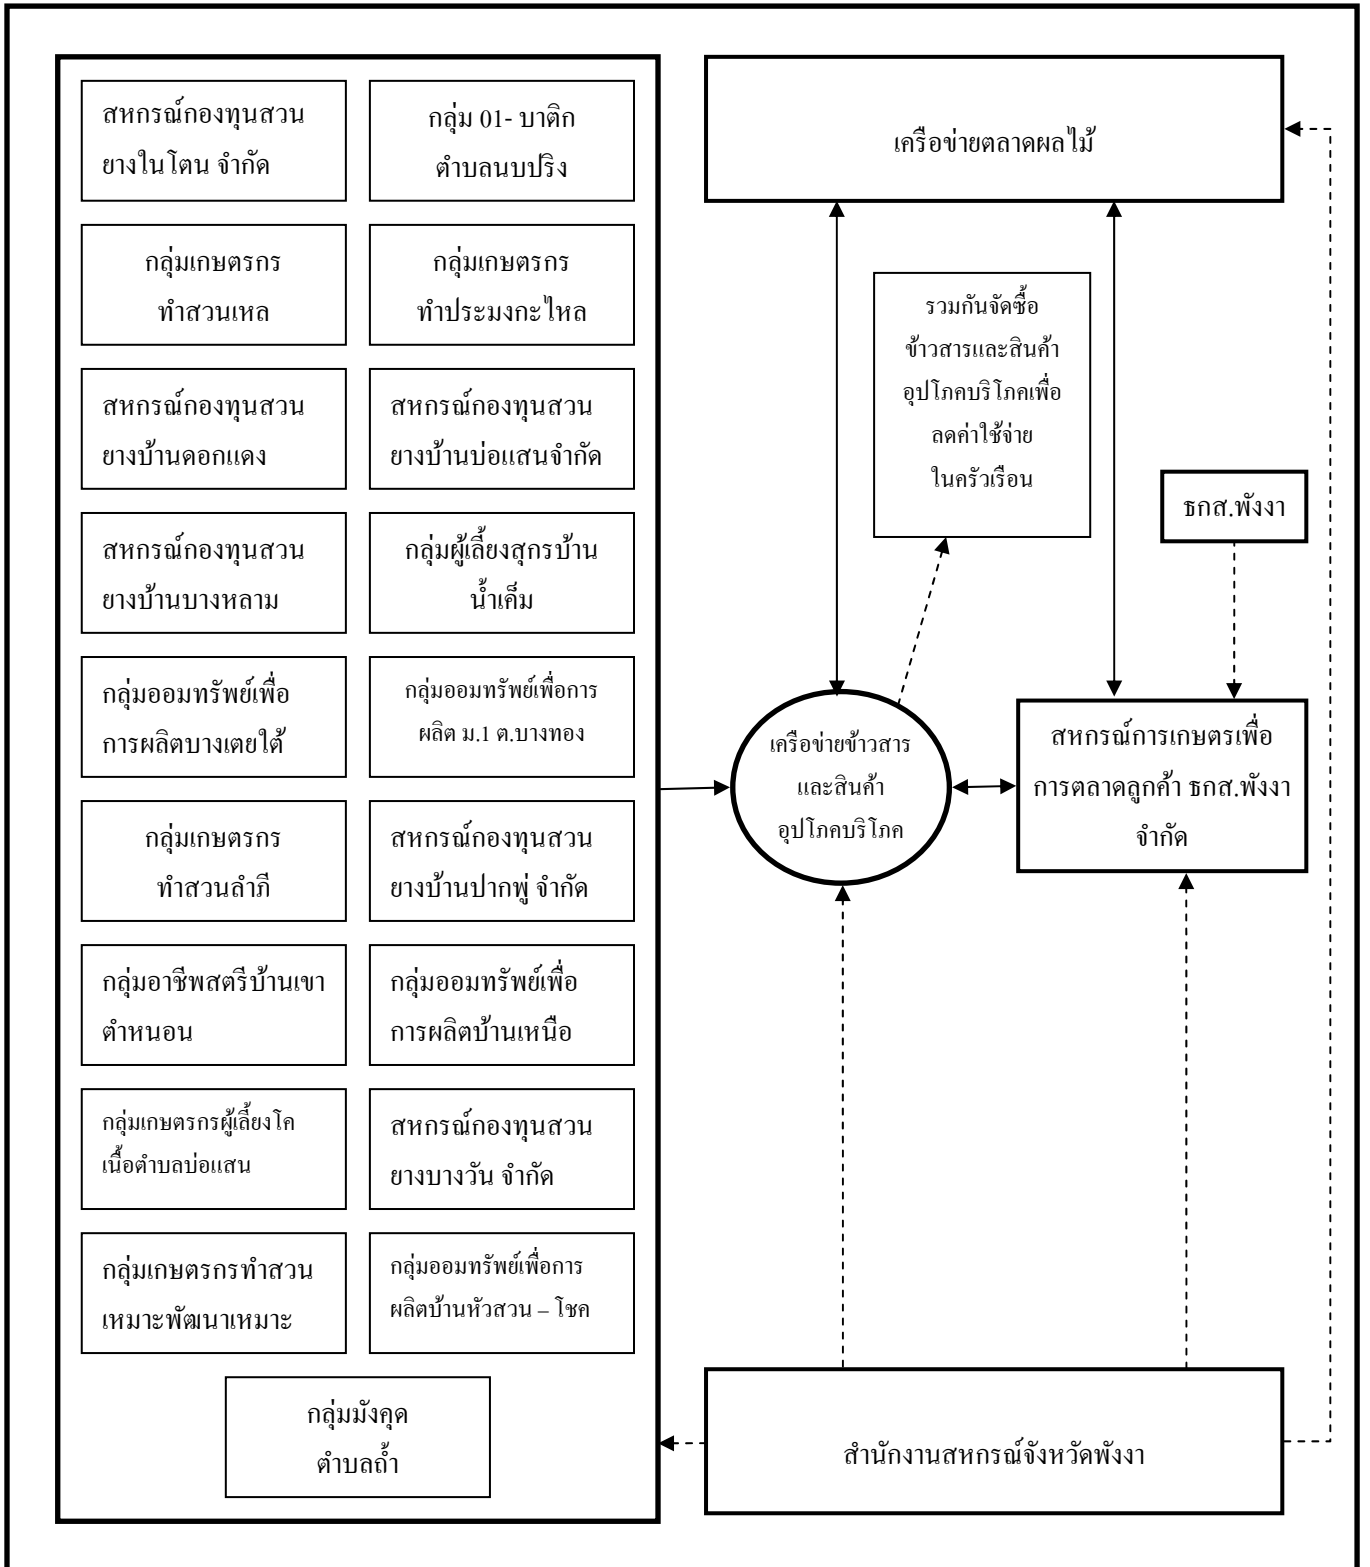 สหกรณ์กองทุนสวน
ยางในโตน จำกัด
กลุ่ม 01- บาติก
ตำบลนบปริง
กลุ่มเกษตรกร
ทำสวนเหล
กลุ่มเกษตรกร
ทำประมงกะไหล
สหกรณ์กองทุนสวน
ยางบ้านดอกแดง
สหกรณ์กองทุนสวน
ยางบ้านบ่อแสนจำกัด
สหกรณ์กองทุนสวน
ยางบ้านบางหลาม
กลุ่มผู้เลี้ยงสุกรบ้าน
น้ำเค็ม
กลุ่มออมทรัพย์เพื่อ
การผลิตบางเตยใต้
กลุ่มออมทรัพย์เพื่อการ
ผลิต ม.1 ต.บางทอง
กลุ่มเกษตรกร
ทำสวนลำภี
สหกรณ์กองทุนสวน
ยางบ้านปากพู่ จำกัด
กลุ่มอาชีพสตรีบ้านเขา
ตำหนอน
กลุ่มออมทรัพย์เพื่อ
การผลิตบ้านเหนือ
กลุ่มเกษตรกรผู้เลี้ยงโค
เนื้อตำบลบ่อแสน
สหกรณ์กองทุนสวน
ยางบางวัน จำกัด
กลุ่มเกษตรกรทำสวน
เหมาะพัฒนาเหมาะ
กลุ่มออมทรัพย์เพื่อการ
ผลิตบ้านหัวสวน – โชค
กลุ่มมังคุด
ตำบลถ้ำ
เครือข่ายตลาดผลไม้
รวมกันจัดซื้อ
ข้าวสารและสินค้า
อุปโภคบริโภคเพื่อ
ลดค่าใช้จ่าย
ในครัวเรือน
ธกส.พังงา
เครือข่ายข้าวสาร
และสินค้า
อุปโภคบริโภค
สหกรณ์การเกษตรเพื่อ
การตลาดลูกค้า ธกส.พังงา
จำกัด
สำนักงานสหกรณ์จังหวัดพังงา